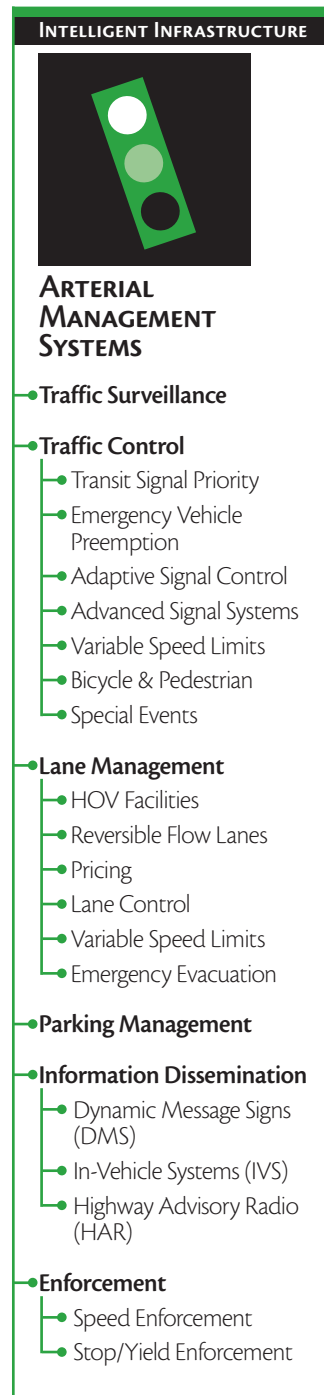 Intelligent Infrastructure
Arterial
Management
Systems
Traffic Surveillance
Traffic Control
Transit Signal Priority
Emergency Vehicle
Preemption
Adaptive Signal Control
Advanced Signal Systems
Variable Speed Limits
Bicycle & Pedestrian
Special Events
Lane Management
HOV Facilities
Reversible Flow Lanes
Pricing
Lane Control
Variable Speed Limits
Emergency Evacuation
Parking Management
Information Dissemination
Dynamic Message Signs
(DMS)
In-Vehicle Systems (IVS)
Highway Advisory Radio
(HAR)
Enforcement
Speed Enforcement
Stop/Yield Enforcement